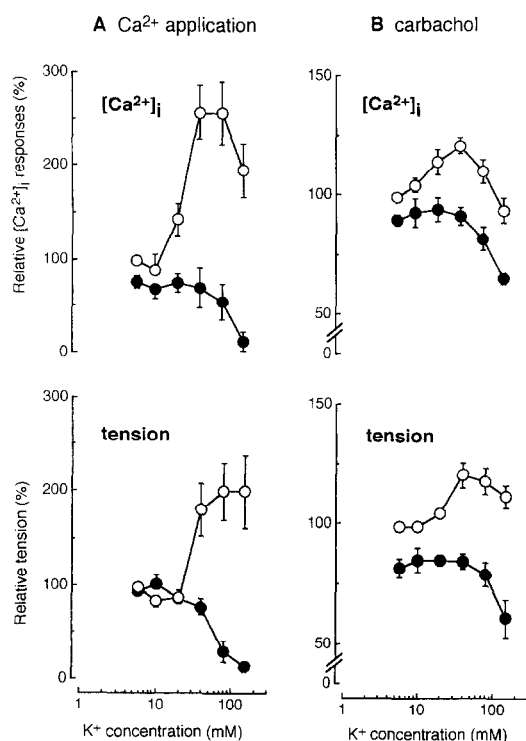 A Ca²⁺ application
B carbachol
300
200
100
0
[Ca²⁺]i
Relative [Ca²⁺]i responses (%)
150
100
50
0
[Ca²⁺]i
300
200
100
0
tension
Relative tension (%)
1
10
100
K⁺ concentration (mM)
150
100
50
0
tension
1
10
100
K⁺ concentration (mM)